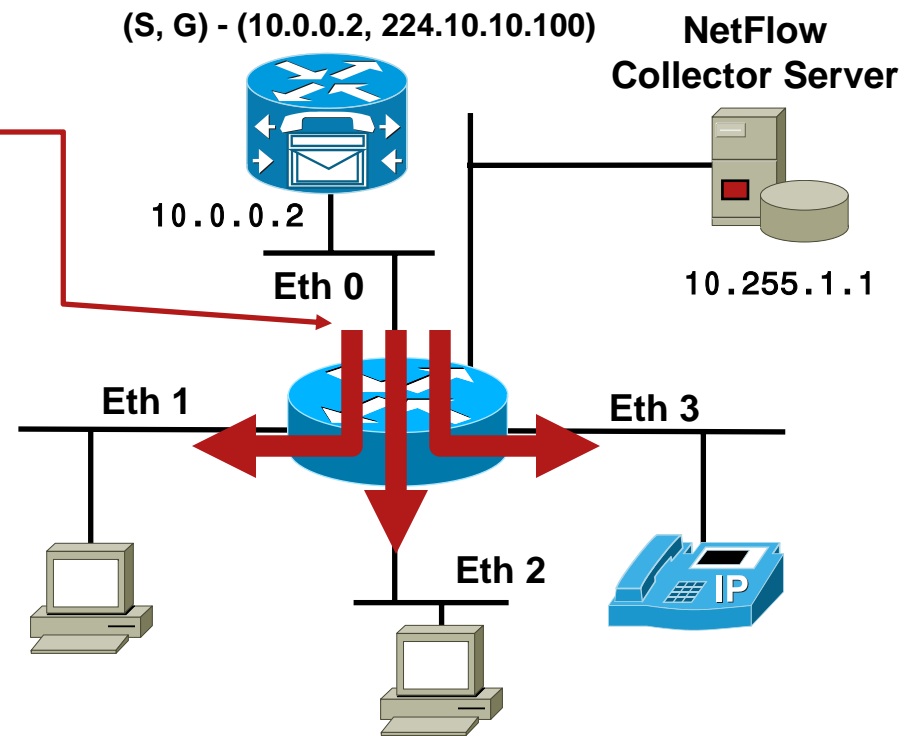 (S, G) - (10.0.0.2, 224.10.10.100)
NetFlow
Collector Server
10.0.0.2
Eth 0
10.255.1.1
Eth 1
Eth 3
Eth 2
IP